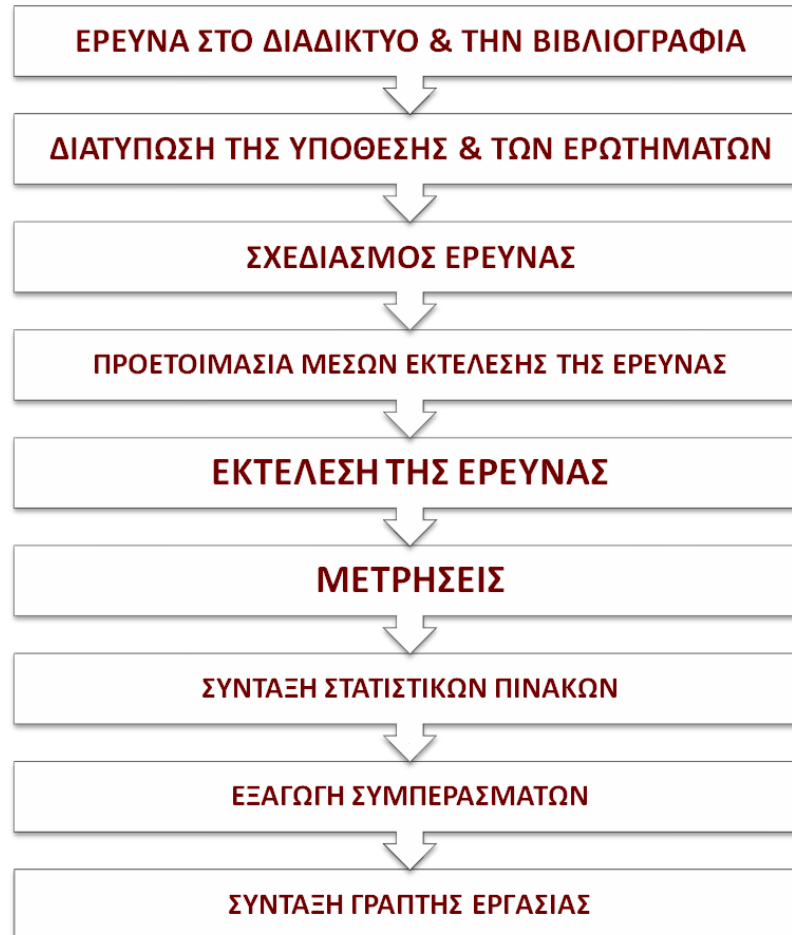 ΕΡΕΥΝΑ ΣΤΟ ΔΙΑΔΙΚΤΥΟ & ΤΗΝ ΒΙΒΛΙΟΓΡΑΦΙΑ
ΔΙΑΤΥΠΩΣΗ ΤΗΣ ΥΠΟΘΕΣΗΣ & ΤΩΝ ΕΡΩΤΗΜΑΤΩΝ
ΣΧΕΔΙΑΣΜΟΣ ΕΡΕΥΝΑΣ
ΠΡΟΕΤΟΙΜΑΣΙΑ ΜΕΣΩΝ ΕΚΤΕΛΕΣΗΣ ΤΗΣ ΕΡΕΥΝΑΣ
ΕΚΤΕΛΕΣΗ ΤΗΣ ΕΡΕΥΝΑΣ
ΜΕΤΡΗΣΕΙΣ
ΣΥΝΤΑΞΗ ΣΤΑΤΙΣΤΙΚΩΝ ΠΙΝΑΚΩΝ
ΕΞΑΓΩΓΗ ΣΥΜΠΕΡΑΣΜΑΤΩΝ
ΣΥΝΤΑΞΗ ΓΡΑΠΤΗΣ ΕΡΓΑΣΙΑΣ